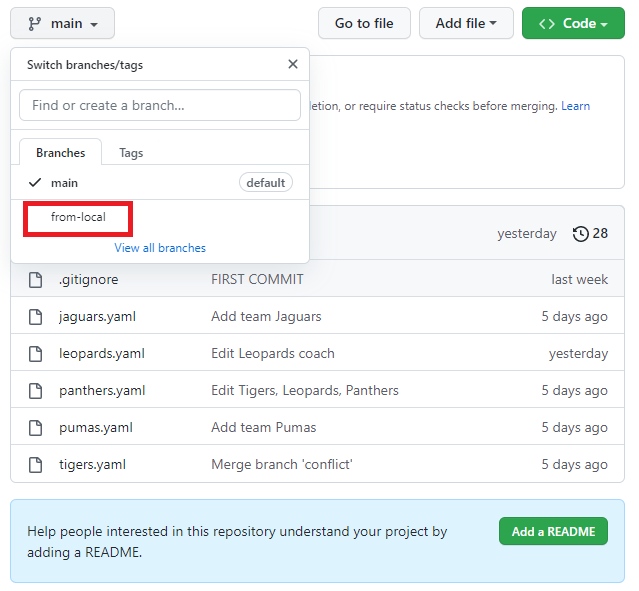 main
Go to file
Add file
Code
Switch branches/tags
Find or create a branch...
letion, or require status checks before merging. Learn
Branches
Tags
main
default
from-local
yesterday
28
View all branches
.gitignore
FIRST COMMIT
last week
jaguars.yaml
Add team Jaguars
5 days ago
leopards.yaml
Edit Leopards coach
yesterday
panthers.yaml
Edit Tigers, Leopards, Panthers
5 days ago
pumas.yaml
Add team Pumas
5 days ago
tigers.yaml
Merge branch 'conflict'
5 days ago
Help people interested in this repository understand your project by
adding a README.
Add a README